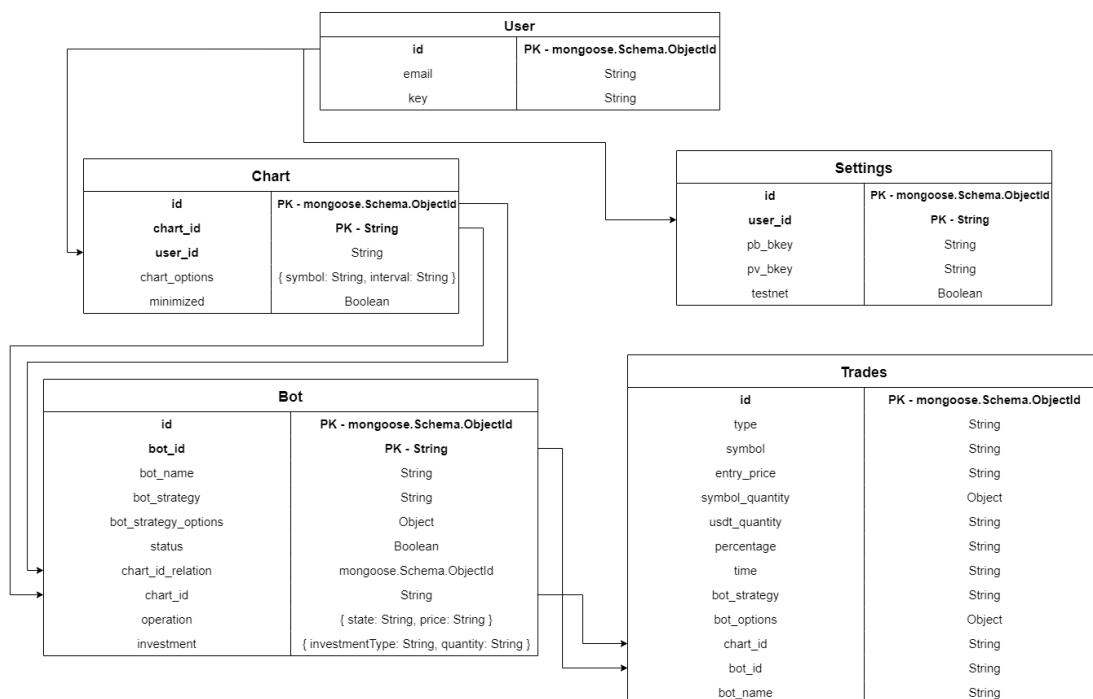 User
id PK - mongoose.Schema.ObjectId
email String
key String
Chart
id PK - mongoose.Schema.ObjectId
chart_id PK - String
user_id String
chart_options { symbol: String, interval: String }
minimized Boolean
Settings
id PK - mongoose.Schema.ObjectId
user_id PK - String
pb_bkey String
pv_bkey String
testnet Boolean
Bot
id PK - mongoose.Schema.ObjectId
bot_id PK - String
bot_name String
bot_strategy String
bot_strategy_options Object
status Boolean
chart_id_relation mongoose.Schema.ObjectId
chart_id String
operation { state: String, price: String }
investment { investmentType: String, quantity: String }
Trades
id PK - mongoose.Schema.ObjectId
type String
symbol String
entry_price String
symbol_quantity Object
usdt_quantity String
percentage String
time String
bot_strategy String
bot_options Object
chart_id String
bot_id String
bot_name String